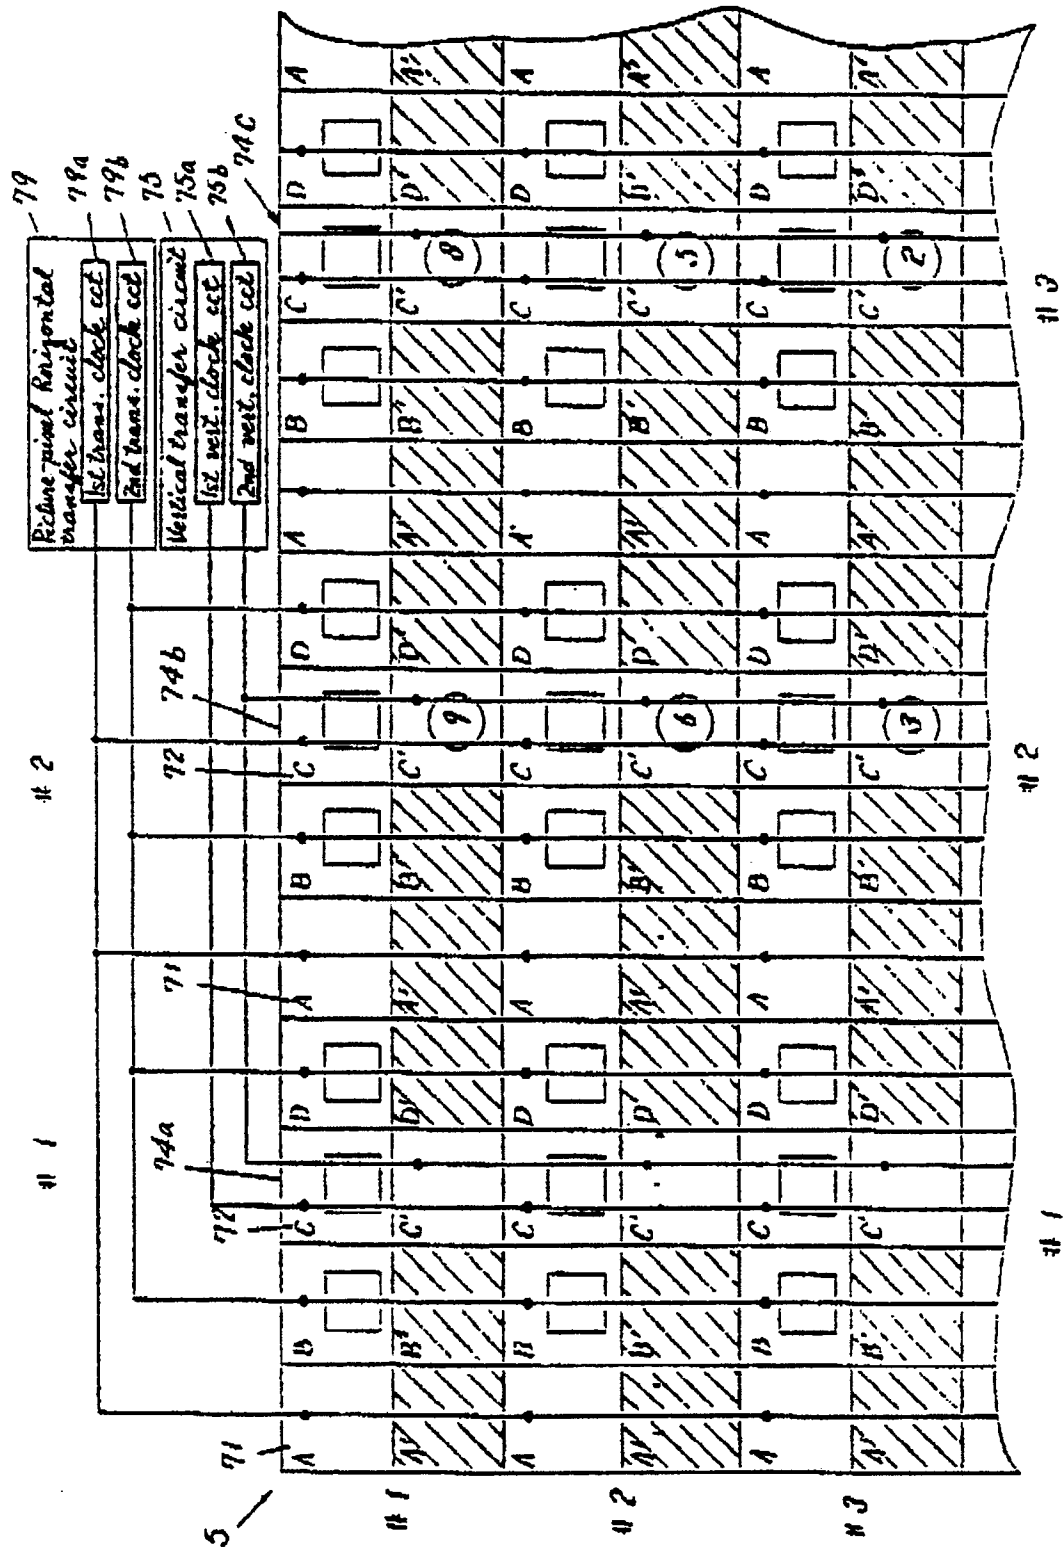 79
Picture-pixel horizontal
transfer circuit
#1 #2
1st trans. clock cct 79a
2nd trans. clock cct 79b
Vertical transfer circuit 75
1st vert. clock cct 75a
2nd vert. clock cct 75b
74a 71 72 74b
5 71 72 74C
A B C D A B C D A B C D A
#1 A' B' C' D' A' B' C' D' A' B' C' D' A'
9 8
A B C D A B C D A B C D A
#2 A' B' C' D' A' B' C' D' A' B' C' D' A'
6 5
A B C D A B C D A B C D A
#3 A' B' C' D' A' B' C' D' A' B' C' D' A'
3 2
#1 #2 #3